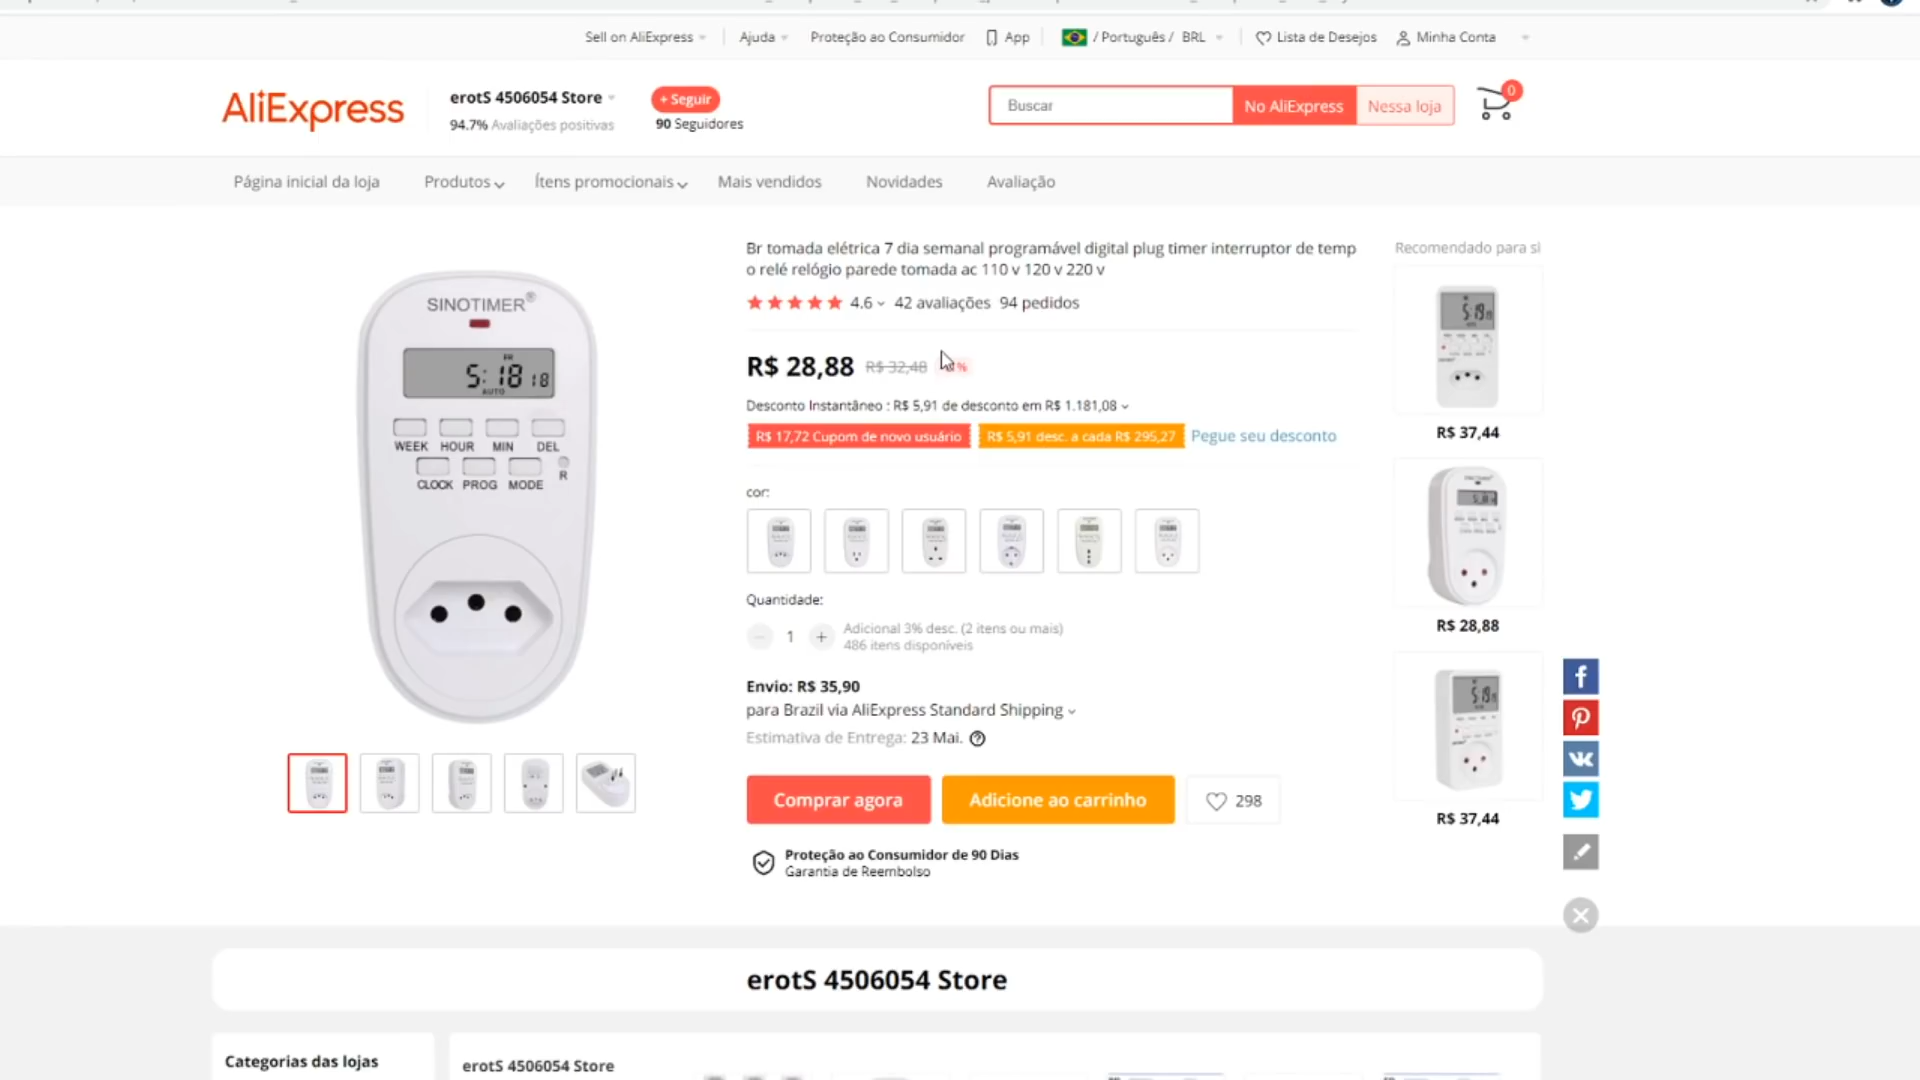 Sell on AliExpress
Ajuda
Proteção ao Consumidor
App
/ Português / BRL
Lista de Desejos
Minha Conta
AliExpress
erotS 4506054 Store
94.7% Avaliações positivas
+ Seguir
90 Seguidores
Buscar
No AliExpress
Nessa loja
0
Página inicial da loja
Produtos
Ítens promocionais
Mais vendidos
Novidades
Avaliação
SINOTIMER®
5:18 18
AUTO
WEEK HOUR MIN DEL
CLOCK PROG MODE R
Br tomada elétrica 7 dia semanal programável digital plug timer interruptor de temp
o relé relógio parede tomada ac 110 v 120 v 220 v
4.6 42 avaliações 94 pedidos
R$ 28,88 R$ 32,48 %
Desconto Instantâneo : R$ 5,91 de desconto em R$ 1.181,08
R$ 17,72 Cupom de novo usuário
R$ 5,91 desc. a cada R$ 295,27
Pegue seu desconto
cor:
Quantidade:
1
Adicional 3% desc. (2 itens ou mais)
486 itens disponíveis
Envio: R$ 35,90
para Brazil via AliExpress Standard Shipping
Estimativa de Entrega: 23 Mai.
Comprar agora
Adicione ao carrinho
298
Proteção ao Consumidor de 90 Dias
Garantia de Reembolso
Recomendado para si
R$ 37,44
R$ 28,88
R$ 37,44
erotS 4506054 Store
Categorias das lojas
erotS 4506054 Store